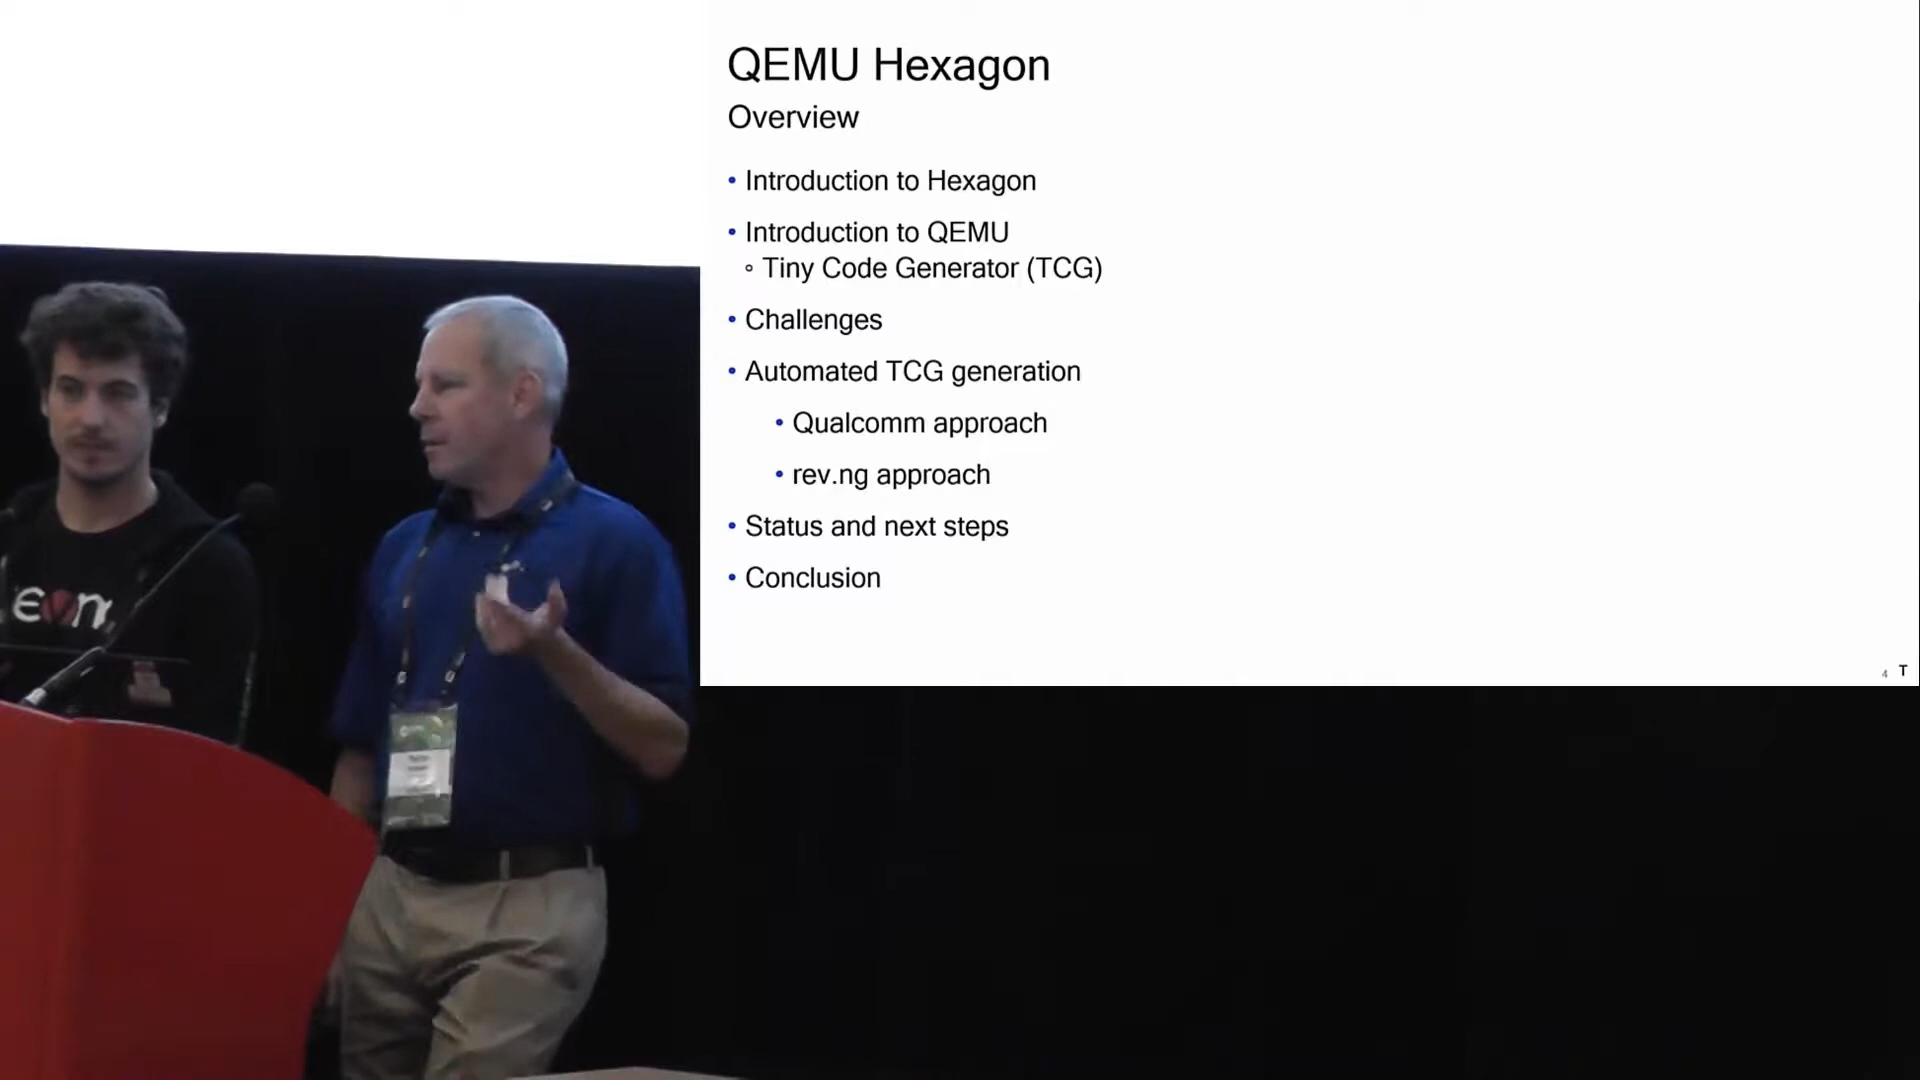 QEMU Hexagon
Overview
• Introduction to Hexagon
• Introduction to QEMU
◦ Tiny Code Generator (TCG)
• Challenges
• Automated TCG generation
• Qualcomm approach
• rev.ng approach
• Status and next steps
• Conclusion
4 T